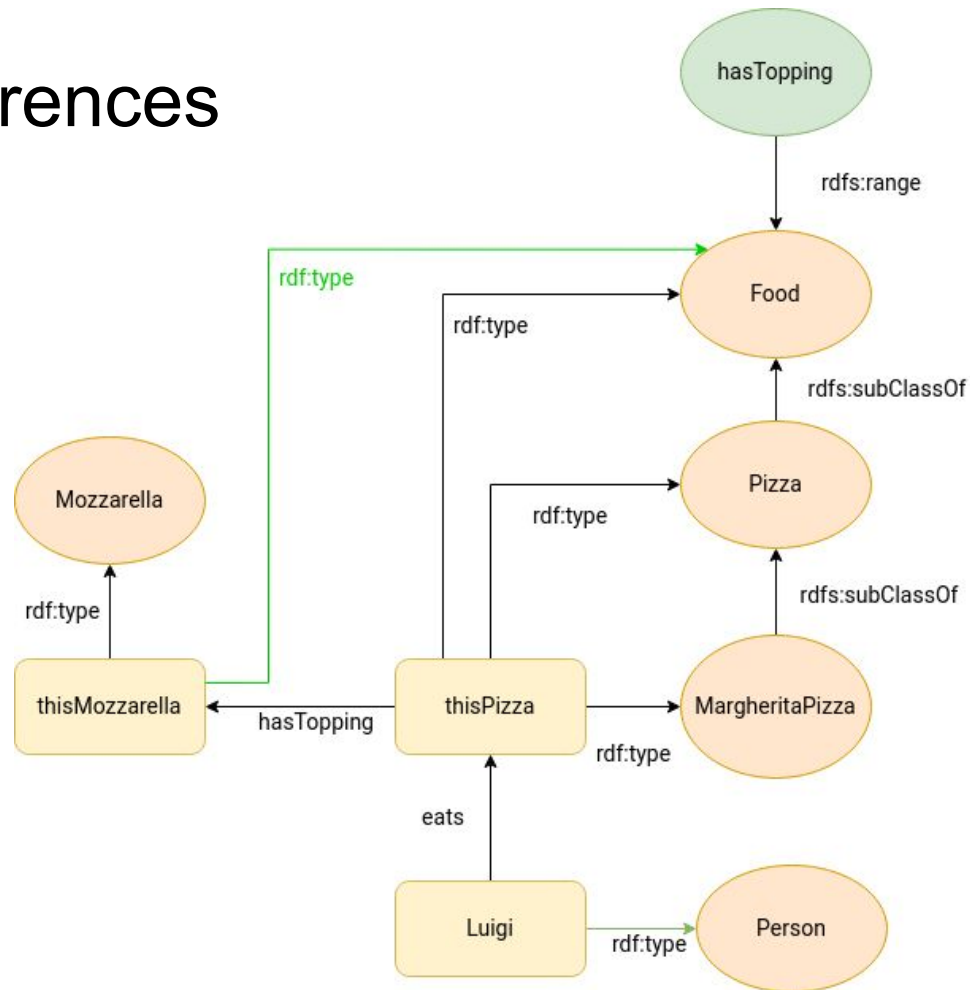 rences
hasTopping
rdfs:range
rdf:type
Food
rdf:type
rdfs:subClassOf
Mozzarella
Pizza
rdf:type
rdf:type
rdfs:subClassOf
thisMozzarella
hasTopping
thisPizza
MargheritaPizza
rdf:type
eats
Luigi
rdf:type
Person